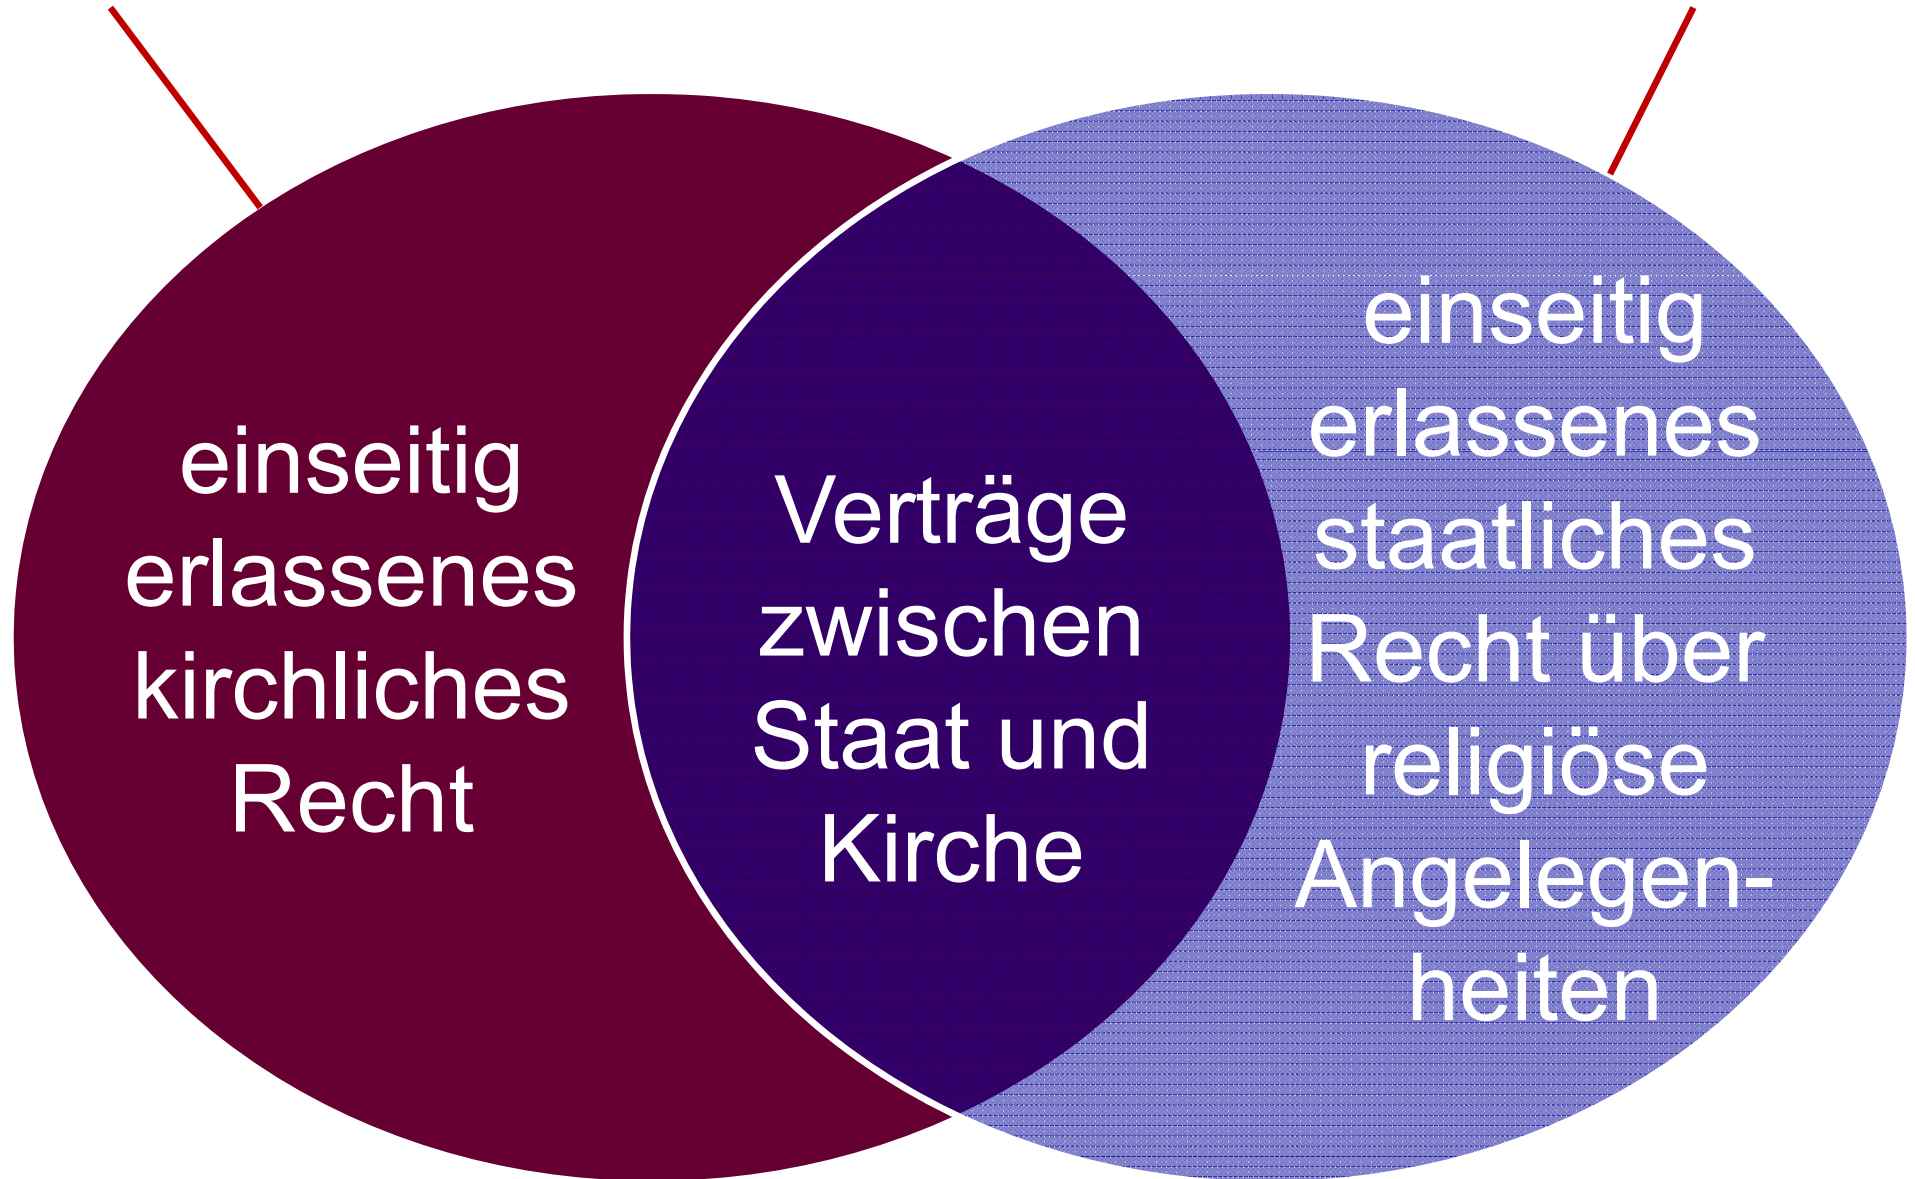 einseitig
erlassenes
kirchliches
Recht
Verträge
zwischen
Staat und
Kirche
einseitig
erlassenes
staatliches
Recht über
religiöse
Angelegen-
heiten